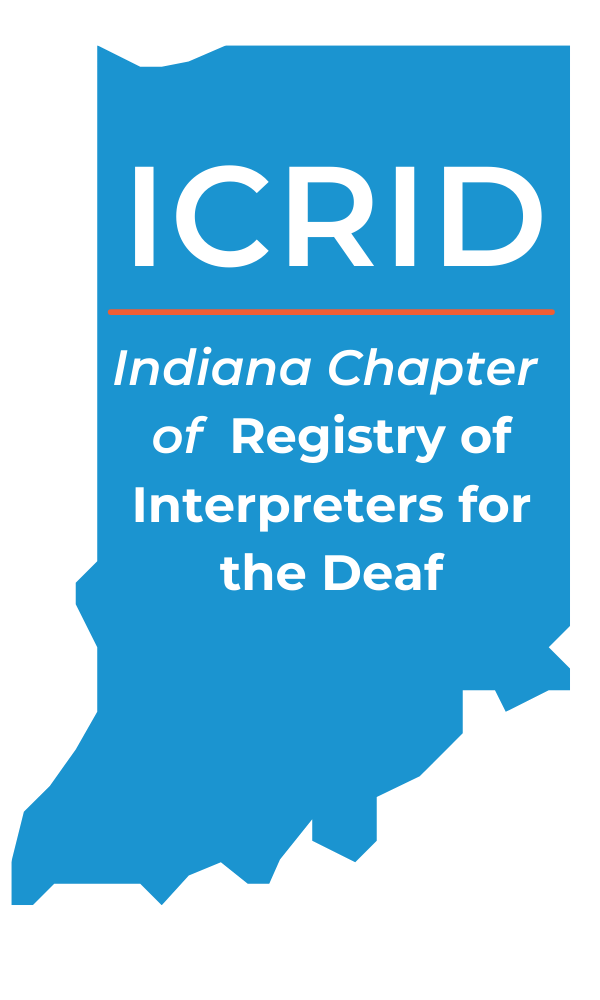 ICRID
Indiana Chapter
of Registry of
Interpreters for
the Deaf